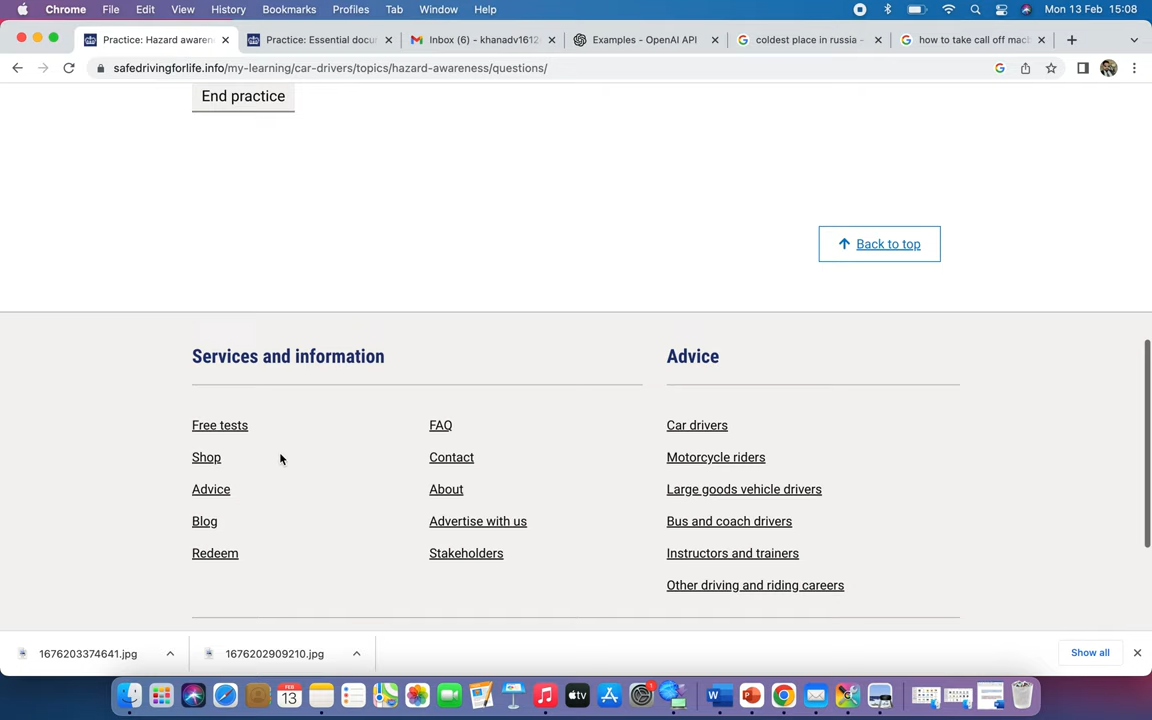 Chrome File Edit View History Bookmarks Profiles Tab Window Help Mon 13 Feb 15:08
Practice: Hazard awaren Practice: Essential docu Inbox (6) - khanadv1612 Examples - OpenAI API coldest place in russia - how to take call off macb
safedrivingforlife.info/my-learning/car-drivers/topics/hazard-awareness/questions/
End practice
Back to top
Services and information Advice
Free tests FAQ Car drivers
Shop Contact Motorcycle riders
Advice About Large goods vehicle drivers
Blog Advertise with us Bus and coach drivers
Redeem Stakeholders Instructors and trainers
Other driving and riding careers
1676203374641.jpg 1676202909210.jpg Show all
FEB
13
tv
1
W
P